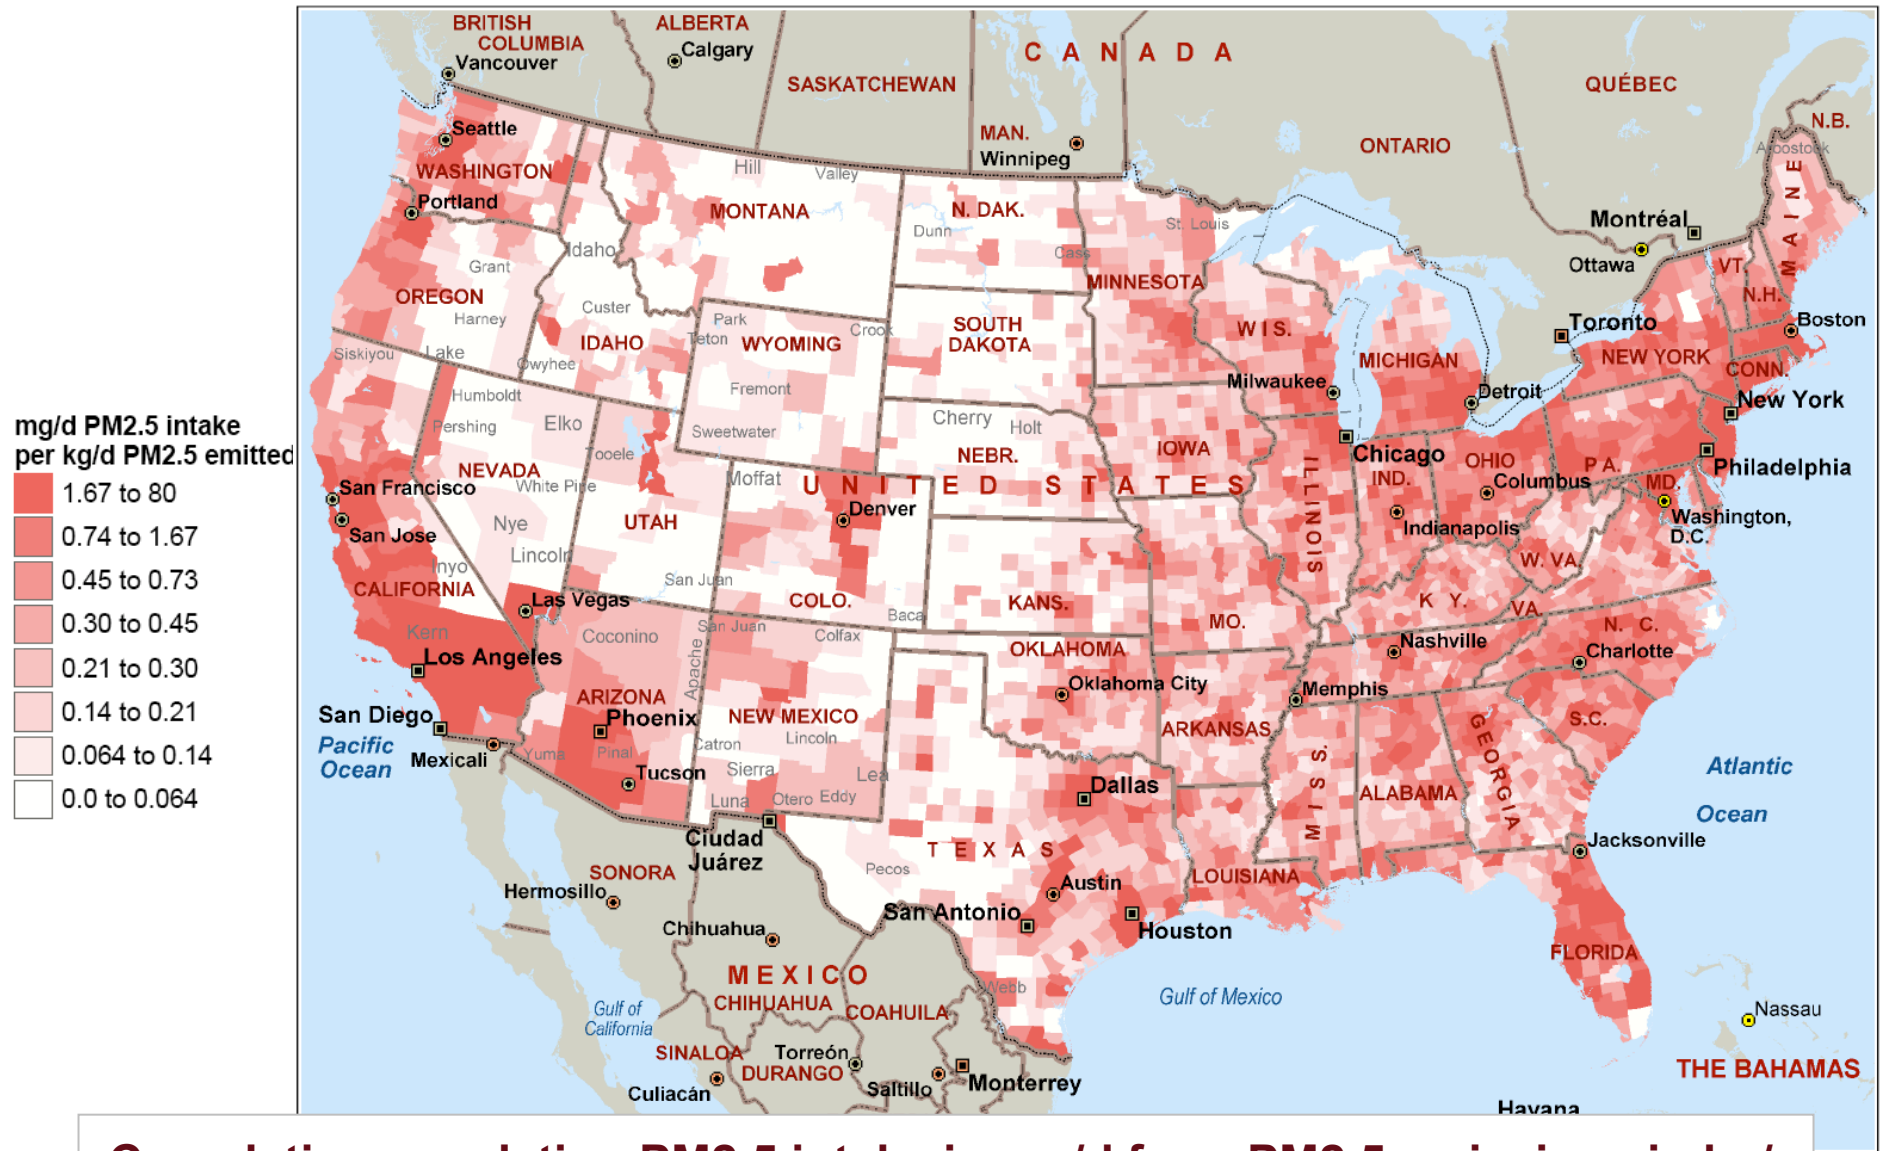 BRITISH
COLUMBIA
Vancouver
ALBERTA
Calgary
SASKATCHEWAN
CANADA
MAN.
Winnipeg
ONTARIO
QUÉBEC
N.B.
Aroostook
MAINE
Montréal
Ottawa
VT.
N.H.
Boston
Toronto
NEW YORK
CONN.
New York
Philadelphia
PA.
MD.
Washington,
D.C.
Seattle
WASHINGTON
Portland
Idaho
Hill
Valley
MONTANA
N. DAK.
Dunn
Cass
St. Louis
MINNESOTA
Grant
OREGON
Harney
Custer
IDAHO
Owyhee
Lake
Siskiyou
Park
Teton
WYOMING
Crook
Fremont
Sweetwater
SOUTH
DAKOTA
WIS.
Milwaukee
MICHIGAN
Detroit
Chicago
mg/d PM2.5 intake
per kg/d PM2.5 emitted
1.67 to 80
0.74 to 1.67
0.45 to 0.73
0.30 to 0.45
0.21 to 0.30
0.14 to 0.21
0.064 to 0.14
0.0 to 0.064
Humboldt
Pershing
Elko
NEVADA
White Pine
Nye
Lincoln
Inyo
Tooele
UTAH
San Juan
Moffat
Cherry
Holt
NEBR.
IOWA
UNITED STATES
ILLINOIS
IND.
Indianapolis
OHIO
Columbus
W. VA.
VA.
K Y.
San Francisco
San Jose
CALIFORNIA
Kern
Las Vegas
Los Angeles
San Diego
Pacific
Ocean
Mexicali
Denver
COLO.
Baca
KANS.
MO.
Coconino
Apache
San Juan
Colfax
ARIZONA
Phoenix
Yuma
Pinal
Tucson
NEW MEXICO
Lincoln
Catron
Sierra
Luna
Otero
Eddy
Lea
OKLAHOMA
Oklahoma City
ARKANSAS
Nashville
Memphis
N. C.
Charlotte
S.C.
GEORGIA
ALABAMA
MISS.
Atlantic
Ocean
Jacksonville
Dallas
TEXAS
Pecos
Austin
San Antonio
Houston
LOUISIANA
FLORIDA
Webb
Gulf of Mexico
Nassau
THE BAHAMAS
Havana
Ciudad
Juárez
SONORA
Hermosillo
Chihuahua
MEXICO
CHIHUAHUA
COAHUILA
Gulf of
California
SINALOA
DURANGO
Torreón
Culiacán
Saltillo
Monterrey